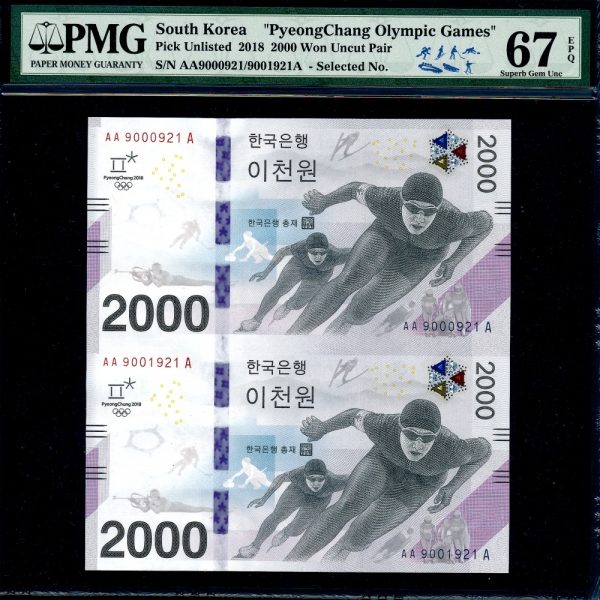 PMG
PAPER MONEY GUARANTY
South Korea "PyeongChang Olympic Games"
Pick Unlisted 2018 2000 Won Uncut Pair
S/N AA9000921/9001921A - Selected No.
67
EPQ
Superb Gem Unc
AA 9000921 A
한국은행
이천원
2000
PyeongChang 2018
한국은행 총재
2000
AA 9000921 A
AA 9001921 A
한국은행
이천원
2000
PyeongChang 2018
한국은행 총재
2000
AA 9001921 A